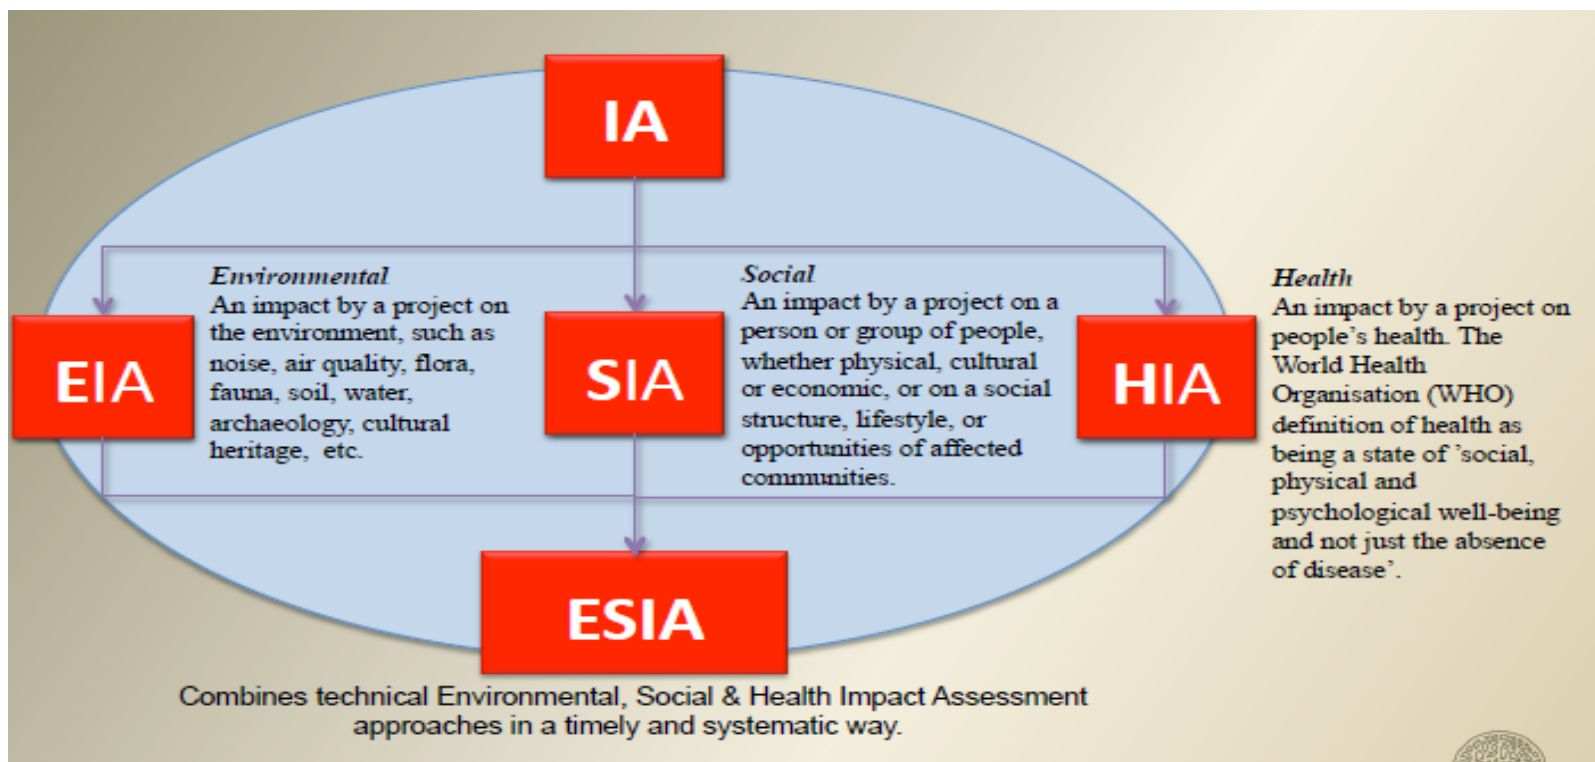 IA
Environmental
An impact by a project on
the environment, such as
noise, air quality, flora,
fauna, soil, water,
archaeology, cultural
heritage,  etc.
Social
An impact by a project on a
person or group of people,
whether physical, cultural
or economic, or on a social
structure, lifestyle, or
opportunities of affected
communities.
Health
An impact by a project on
people’s health. The
World Health
Organisation (WHO)
definition of health as
being a state of ’social,
physical and
psychological well-being
and not just the absence
of disease’.
EIA
SIA
HIA
ESIA
Combines technical Environmental, Social & Health Impact Assessment
approaches in a timely and systematic way.